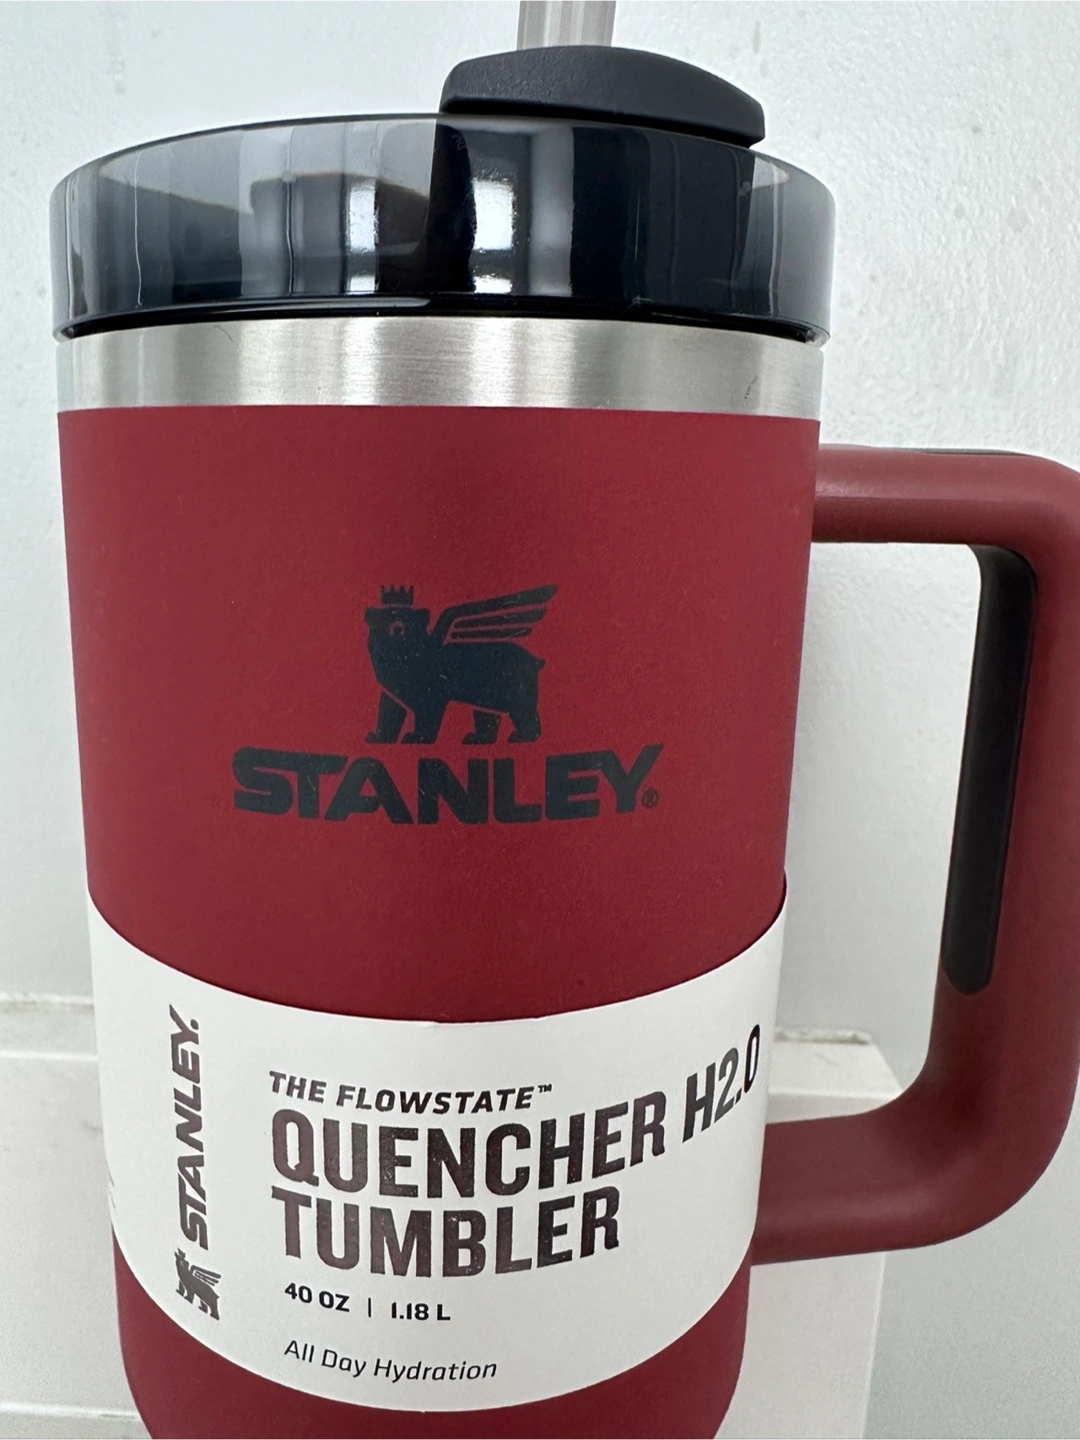 STANLEY®
STANLEY.
THE FLOWSTATE™
QUENCHER H2.0
TUMBLER
40 OZ | 1.18 L
All Day Hydration